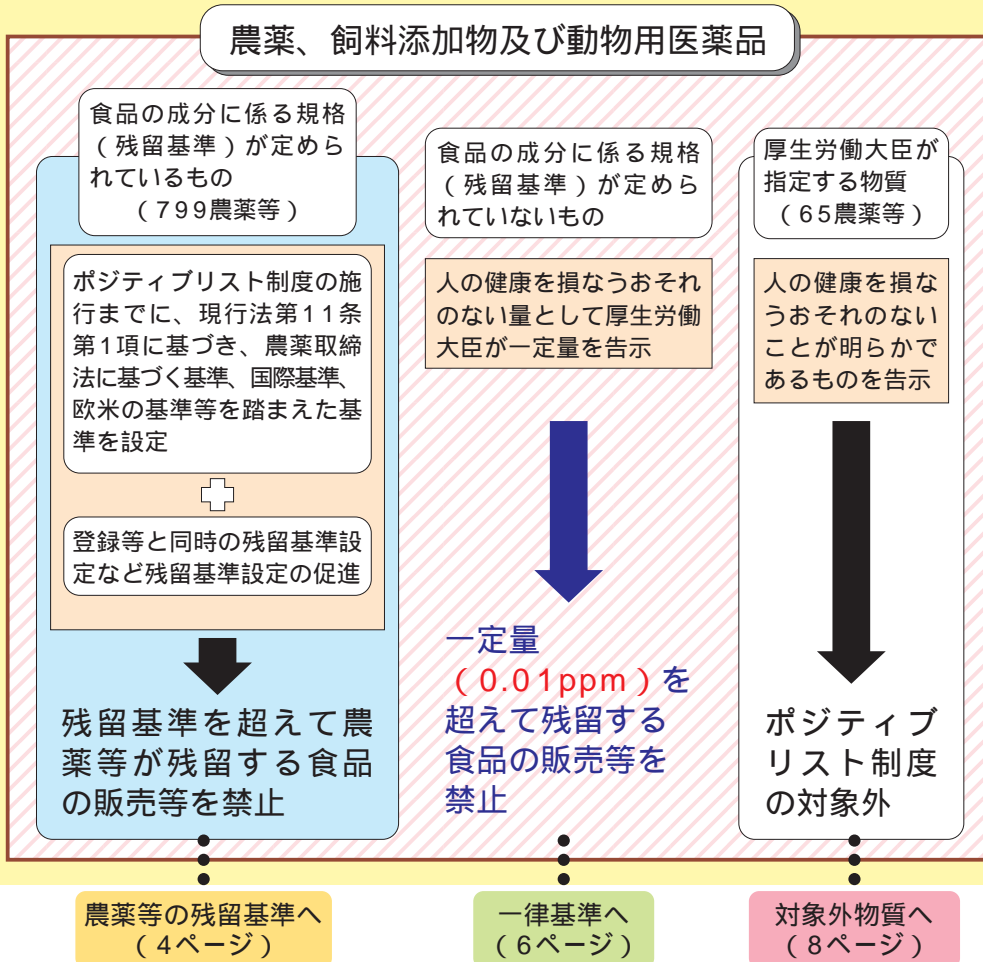 農薬、飼料添加物及び動物用医薬品
食品の成分に係る規格
（残留基準）が定めら
れているもの
（799農薬等）
ポジティブリスト制度の施
行までに、現行法第11条
第1項に基づき、農薬取締
法に基づく基準、国際基準、
欧米の基準等を踏まえた基
準を設定
登録等と同時の残留基準設
定など残留基準設定の促進
残留基準を超えて農
薬等が残留する食品
の販売等を禁止
農薬等の残留基準へ
（4ページ）
食品の成分に係る規格
（残留基準）が定めら
れていないもの
人の健康を損なうおそれ
のない量として厚生労働
大臣が一定量を告示
一定量
（0.01ppm）を
超えて残留する
食品の販売等を
禁止
一律基準へ
（6ページ）
厚生労働大臣が
指定する物質
（65農薬等）
人の健康を損な
うおそれのない
ことが明らかで
あるものを告示
ポジティブ
リスト制度
の対象外
対象外物質へ
（8ページ）